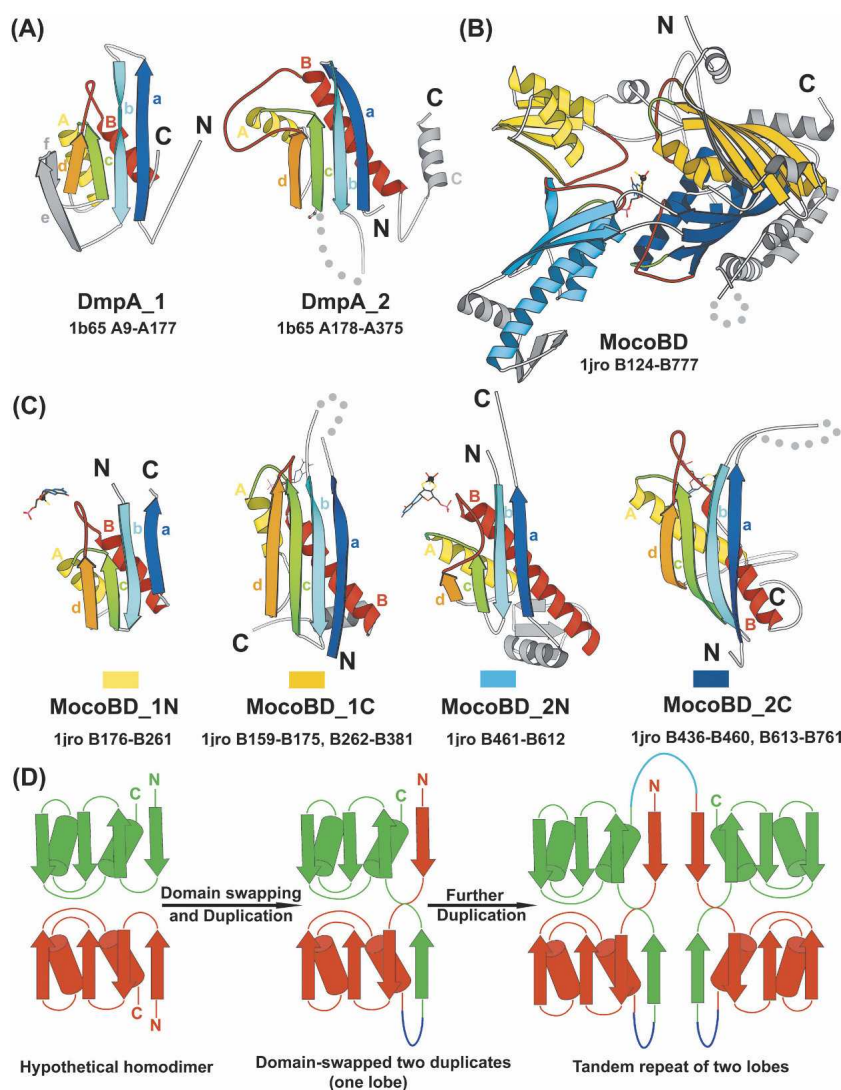 (A)
f
A
d
e
B
c
b
C
a
N
B
A
d
c
b
a
N
C
C
DmpA_1
1b65 A9-A177
DmpA_2
1b65 A178-A375
(B)
N
C
MocoBD
1jro B124-B777
(C)
A
B
d
c
N
b
C
a
A
d
c
b
a
B
C
N
A
d
c
B
N
b
C
a
A
d
c
b
a
B
C
N
MocoBD_1N
1jro B176-B261
MocoBD_1C
1jro B159-B175, B262-B381
MocoBD_2N
1jro B461-B612
MocoBD_2C
1jro B436-B460, B613-B761
(D)
N
C
C
N
Hypothetical homodimer
Domain swapping
and Duplication
N
C
Domain-swapped two duplicates
(one lobe)
Further
Duplication
N
C
Tandem repeat of two lobes